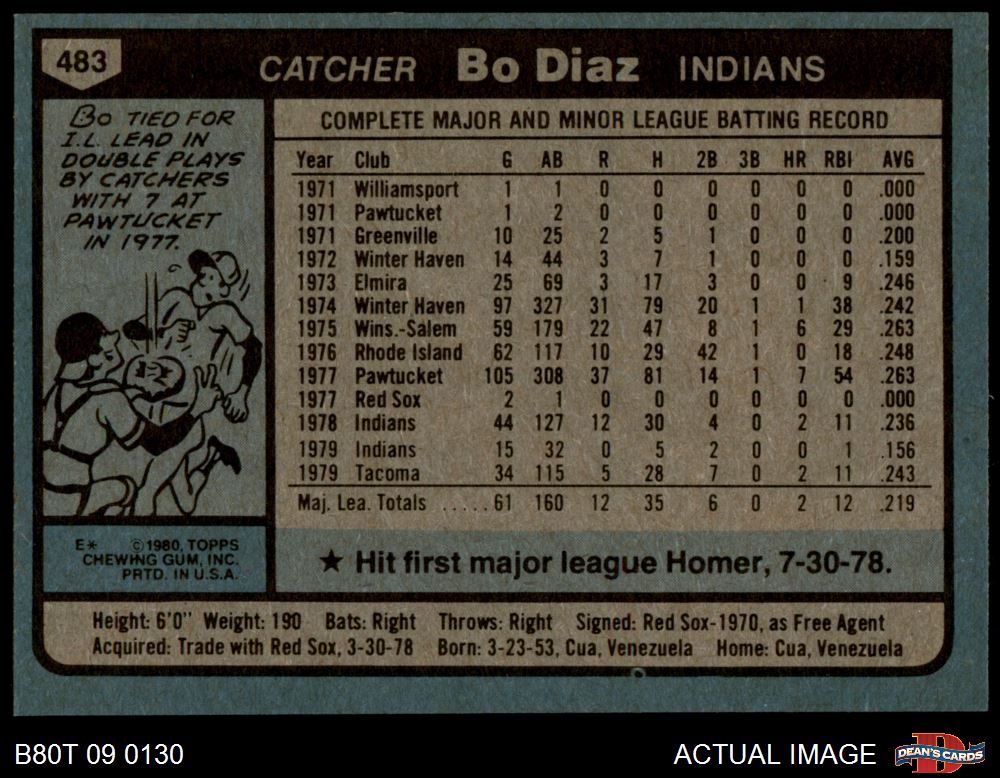 483
CATCHER Bo Diaz INDIANS
Bo TIED FOR
I.L. LEAD IN
DOUBLE PLAYS
BY CATCHERS
WITH 7 AT
PAWTUCKET
IN 1977.
COMPLETE MAJOR AND MINOR LEAGUE BATTING RECORD
Year Club G AB R H 2B 3B HR RBI AVG
1971 Williamsport 1 1 0 0 0 0 0 0 .000
1971 Pawtucket 1 2 0 0 0 0 0 0 .000
1971 Greenville 10 25 2 5 1 0 0 0 .200
1972 Winter Haven 14 44 3 7 1 0 0 0 .159
1973 Elmira 25 69 3 17 3 0 0 9 .246
1974 Winter Haven 97 327 31 79 20 1 1 38 .242
1975 Wins.-Salem 59 179 22 47 8 1 6 29 .263
1976 Rhode Island 62 117 10 29 42 1 0 18 .248
1977 Pawtucket 105 308 37 81 14 1 7 54 .263
1977 Red Sox 2 1 0 0 0 0 0 0 .000
1978 Indians 44 127 12 30 4 0 2 11 .236
1979 Indians 15 32 0 5 2 0 0 1 .156
1979 Tacoma 34 115 5 28 7 0 2 11 .243
Maj. Lea. Totals .....61 160 12 35 6 0 2 12 .219
E* ©1980, TOPPS
CHEWING GUM, INC.
PRTD. IN U.S.A.
★ Hit first major league Homer, 7-30-78.
Height: 6'0" Weight: 190 Bats: Right Throws: Right Signed: Red Sox-1970, as Free Agent
Acquired: Trade with Red Sox, 3-30-78 Born: 3-23-53, Cua, Venezuela Home: Cua, Venezuela
B80T 09 0130
ACTUAL IMAGE
DEAN'S CARDS